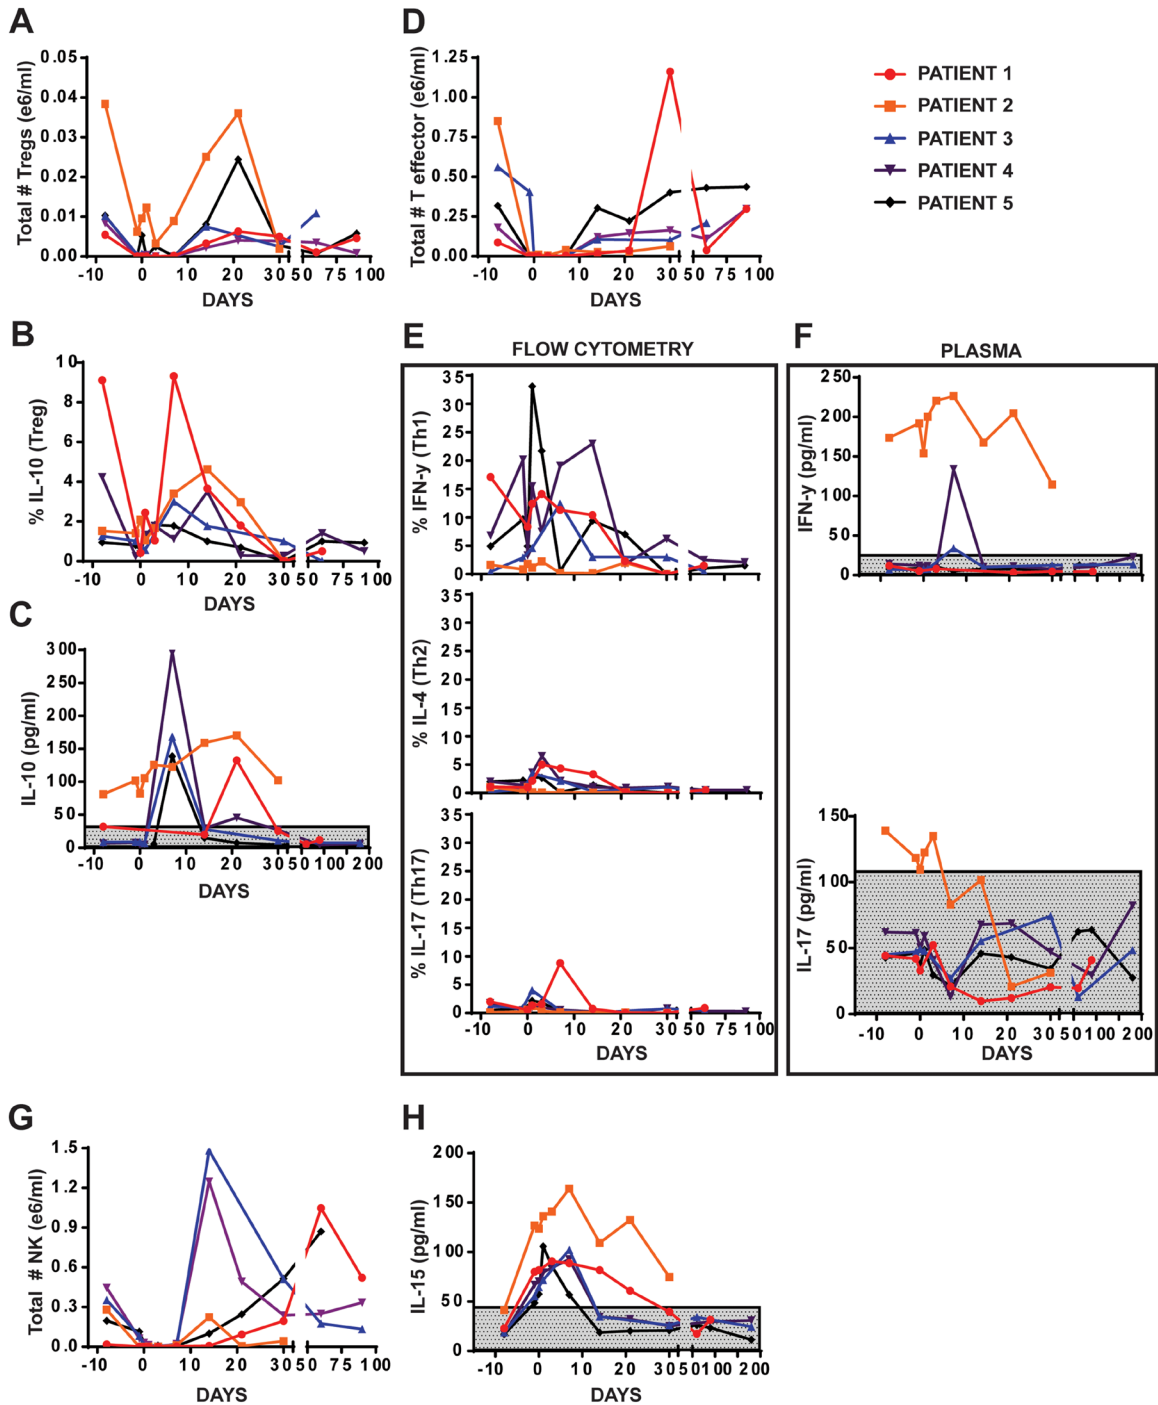 A
Total # Tregs (e6/ml)
0.05
0.04
0.03
0.02
0.01
0.00
-10 0 10 20 30 50 75 100
DAYS
D
Total # T effector (e6/ml)
1.25
1.00
0.75
0.50
0.25
0.00
-10 0 10 20 30 50 75 100
DAYS
PATIENT 1
PATIENT 2
PATIENT 3
PATIENT 4
PATIENT 5
B
% IL-10 (Treg)
10
8
6
4
2
0
-10 0 10 20 30 50 75 100
DAYS
C
IL-10 (pg/ml)
300
250
200
150
100
50
0
-10 0 10 20 30 50 100 200
DAYS
E
FLOW CYTOMETRY
% IFN-y (Th1)
35
30
25
20
15
10
5
0
% IL-4 (Th2)
35
30
25
20
15
10
5
0
% IL-17 (Th17)
35
30
25
20
15
10
5
0
-10 0 10 20 30 50 75 100
DAYS
F
PLASMA
IFN-y (pg/ml)
250
200
150
100
50
0
IL-17 (pg/ml)
150
100
50
0
-10 0 10 20 30 50 100 200
DAYS
G
Total # NK (e6/ml)
1.5
1.2
0.9
0.6
0.3
0.0
-10 0 10 20 30 50 75 100
DAYS
H
IL-15 (pg/ml)
200
150
100
50
0
-10 0 10 20 30 50 100 200
DAYS